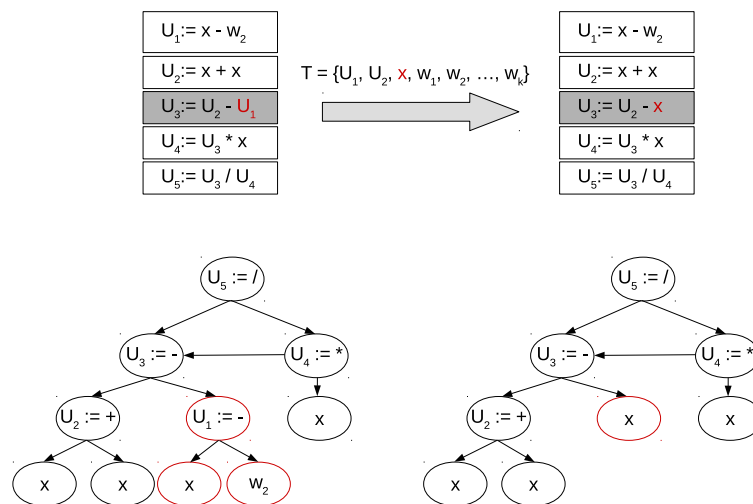 U₁:= x - w₂
U₂:= x + x
U₃:= U₂ - U₁
U₄:= U₃ * x
U₅:= U₃ / U₄
T = {U₁, U₂, x, w₁, w₂, ..., wₖ}
U₁:= x - w₂
U₂:= x + x
U₃:= U₂ - x
U₄:= U₃ * x
U₅:= U₃ / U₄
U₅ := /
U₃ := -
U₄ := *
U₂ := +
U₁ := -
x
x
x
x
w₂
U₅ := /
U₃ := -
U₄ := *
U₂ := +
x
x
x
x